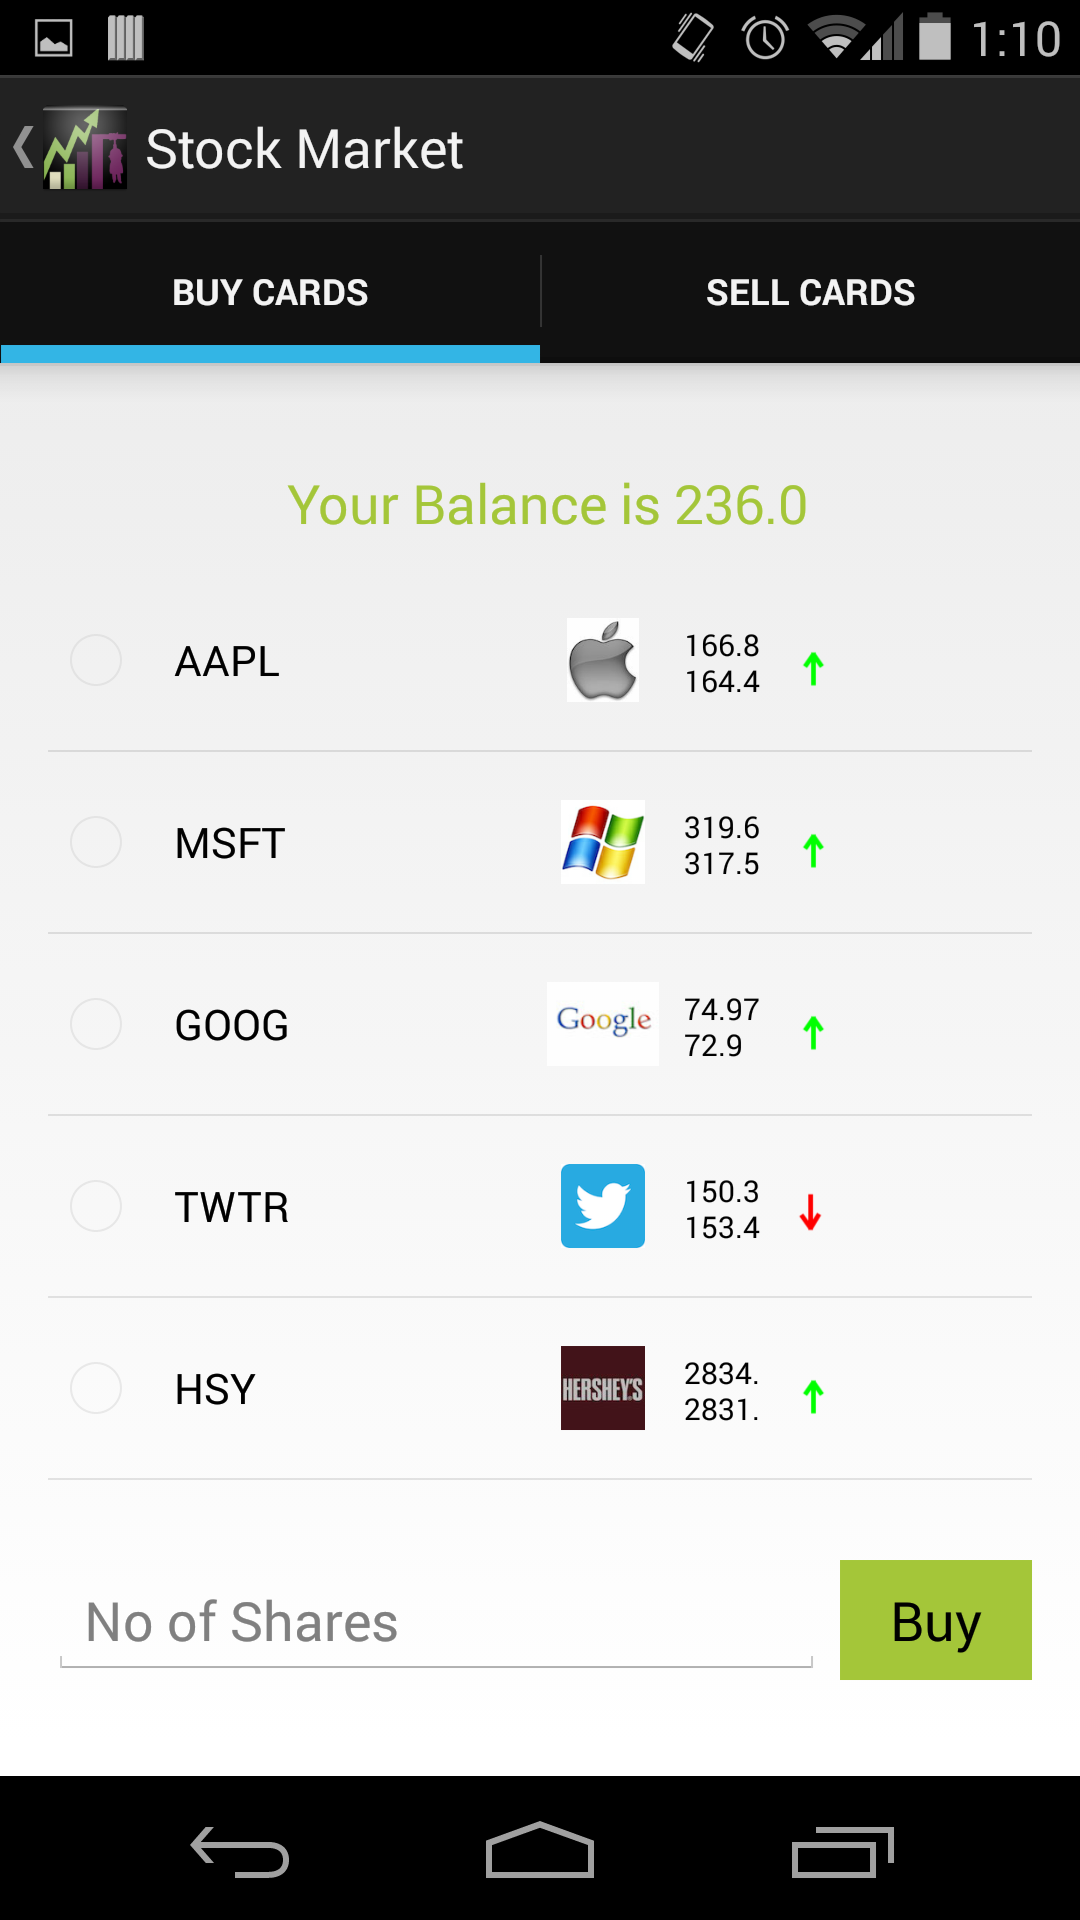 1:10
Stock Market
BUY CARDS
SELL CARDS
Your Balance is 236.0
AAPL
166.8
164.4
MSFT
319.6
317.5
GOOG
Google
74.97
72.9
TWTR
150.3
153.4
HSY
HERSHEY'S
2834.
2831.
No of Shares
Buy